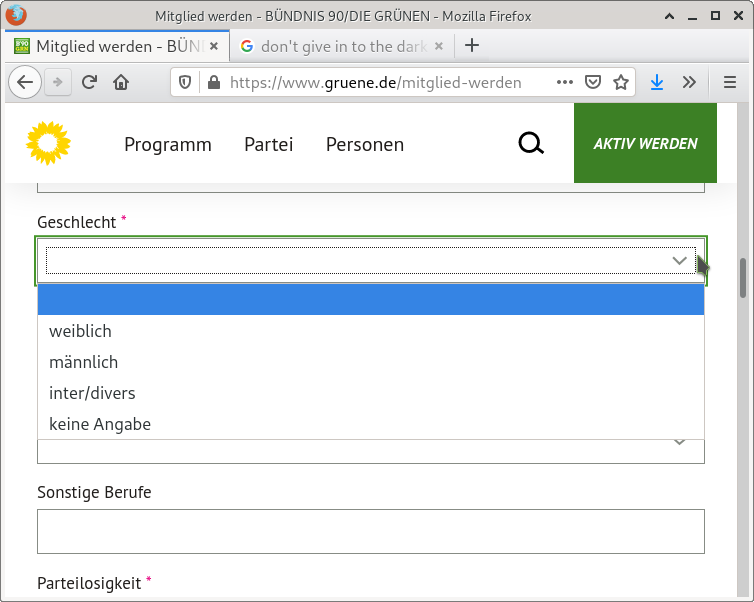 Mitglied werden - BÜNDNIS 90/DIE GRÜNEN - Mozilla Firefox
Mitglied werden - BÜN
don't give in to the dark
https://www.gruene.de/mitglied-werden
Programm Partei Personen
AKTIV WERDEN
Geschlecht *
weiblich
männlich
inter/divers
keine Angabe
Sonstige Berufe
Parteilosigkeit *